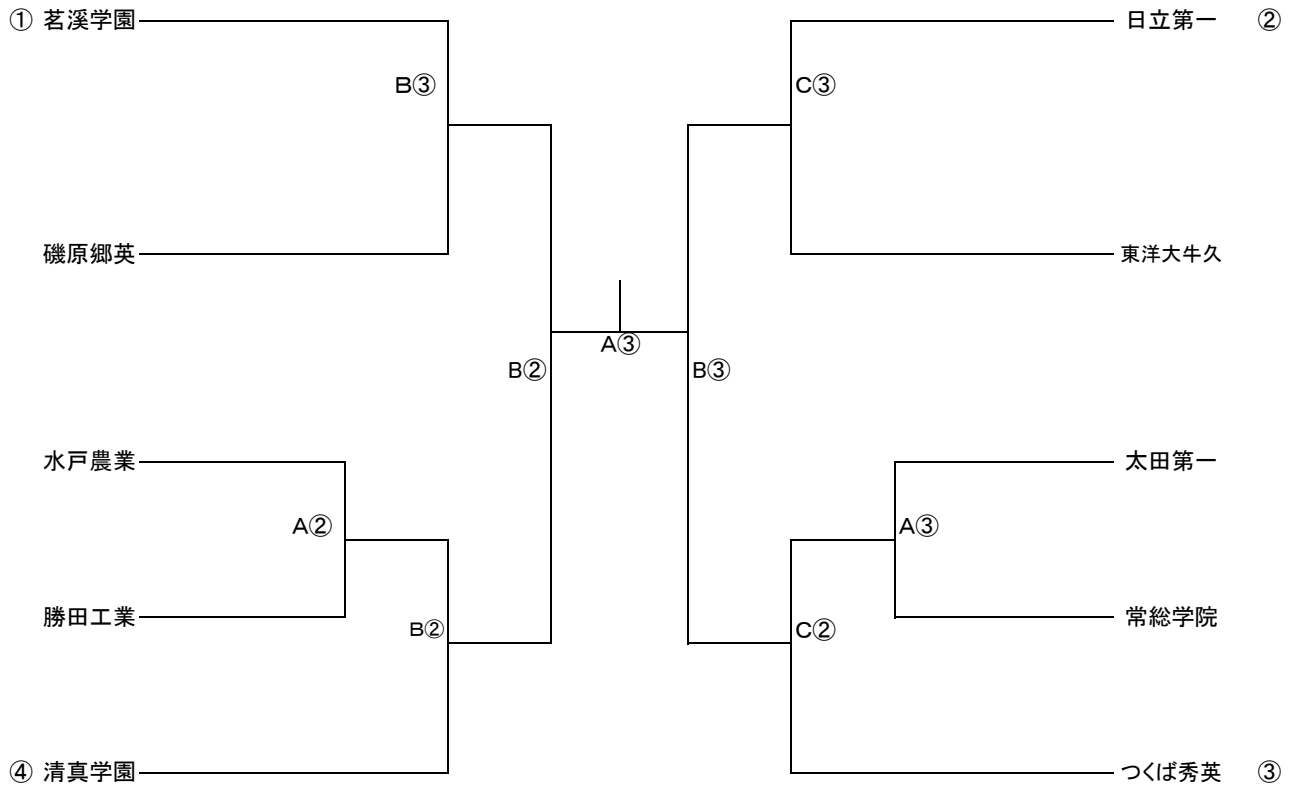 ① 茗溪学園
日立第一 ②
B③
C③
磯原郷英
東洋大牛久
A③
B②
B③
水戸農業
太田第一
A②
A③
勝田工業
常総学院
B②
C②
④ 清真学園
つくば秀英 ③